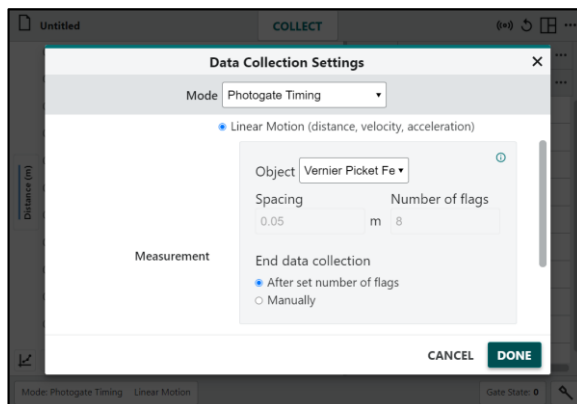 Untitled
COLLECT
Data Collection Settings
Mode
Photogate Timing
Linear Motion (distance, velocity, acceleration)
Object
Vernier Picket Fe
Spacing
Number of flags
0.05
m
8
Distance (m)
Measurement
End data collection
After set number of flags
Manually
CANCEL
DONE
Mode: Photogate Timing
Linear Motion
Gate State: 0